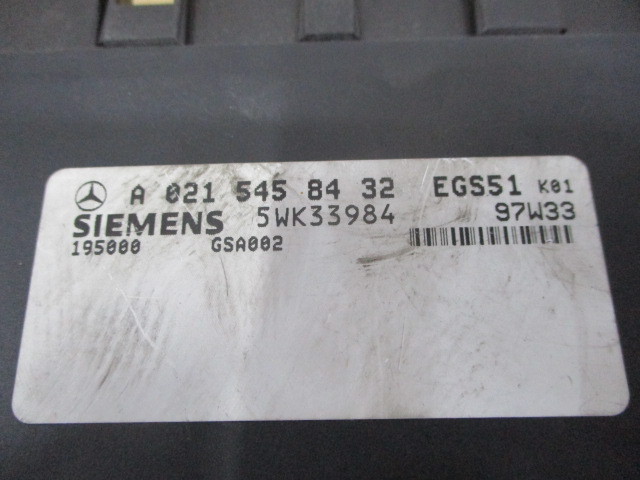 A 021 545 84 32 EGS51 K01
SIEMENS 5WK33984 97W33
195000 GSA002